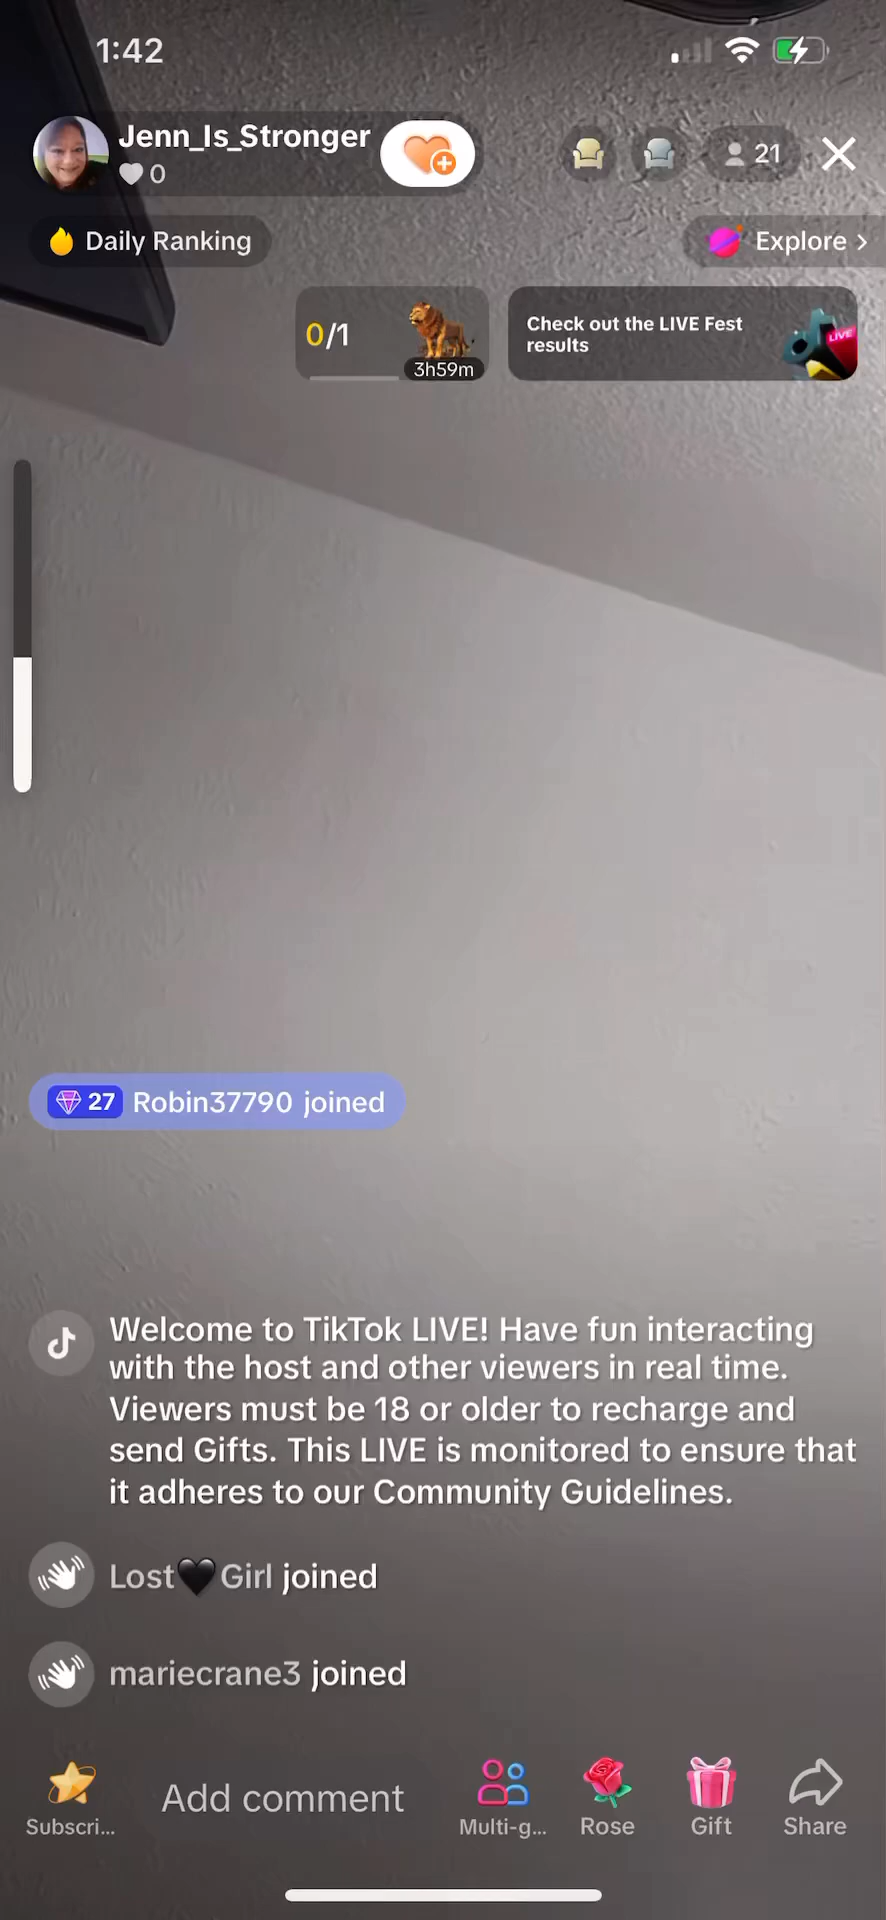 1:42
Jenn_Is_Stronger
0
21
Daily Ranking
Explore >
0/1
3h59m
Check out the LIVE Fest
results
LIVE
27 Robin37790 joined
Welcome to TikTok LIVE! Have fun interacting
with the host and other viewers in real time.
Viewers must be 18 or older to recharge and
send Gifts. This LIVE is monitored to ensure that
it adheres to our Community Guidelines.
Lost🖤Girl joined
mariecrane3 joined
Add comment
Subscri...
Multi-g...
Rose
Gift
Share